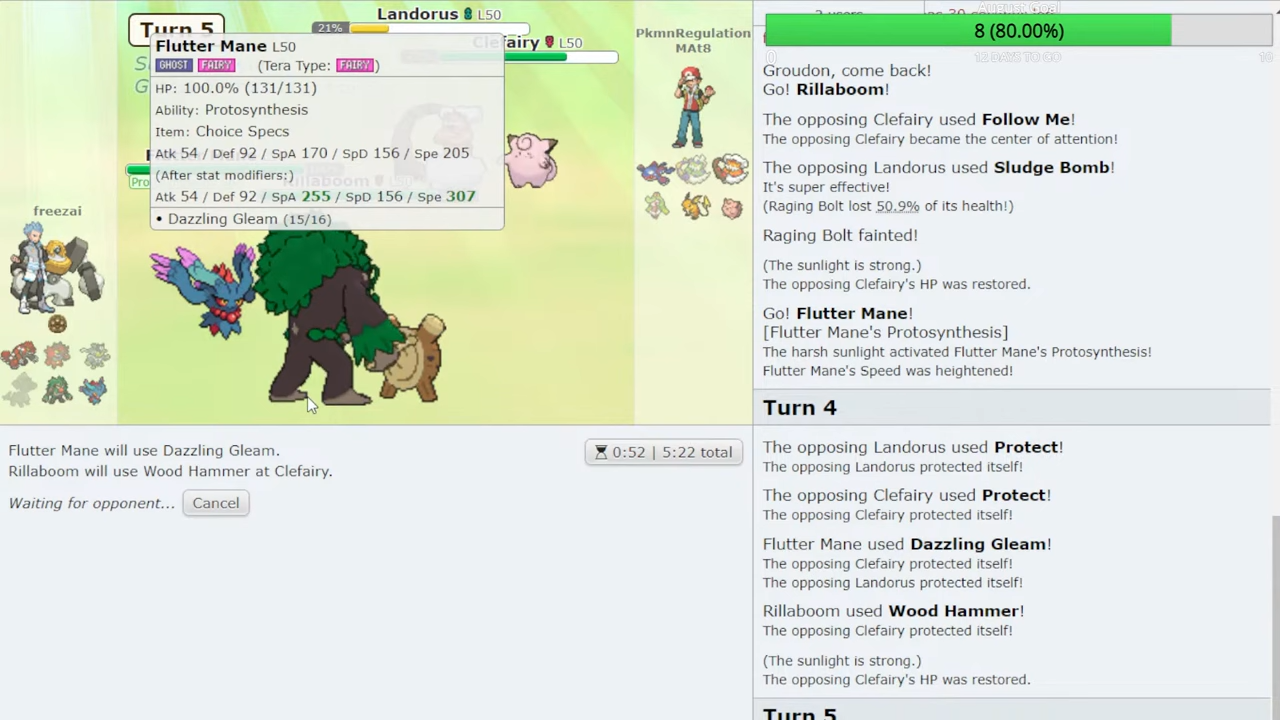 Turn 5
Landorus L50
21%
Clefairy L50
Flutter Mane L50
GHOST FAIRY (Tera Type: FAIRY)
HP: 100.0% (131/131)
Ability: Protosynthesis
Item: Choice Specs
Atk 54 / Def 92 / SpA 170 / SpD 156 / Spe 205
(After stat modifiers:)
Atk 54 / Def 92 / SpA 255 / SpD 156 / Spe 307
• Dazzling Gleam (15/16)
Rillaboom
Pro
freezai
PkmnRegulation
MAt8
Flutter Mane will use Dazzling Gleam.
Rillaboom will use Wood Hammer at Clefairy.
Waiting for opponent... Cancel
0:52 | 5:22 total
August Goal
8 (80.00%)
0 12 DAYS TO GO 10
Groudon, come back!
Go! Rillaboom!
The opposing Clefairy used Follow Me!
The opposing Clefairy became the center of attention!
The opposing Landorus used Sludge Bomb!
It's super effective!
(Raging Bolt lost 50.9% of its health!)
Raging Bolt fainted!
(The sunlight is strong.)
The opposing Clefairy's HP was restored.
Go! Flutter Mane!
[Flutter Mane's Protosynthesis]
The harsh sunlight activated Flutter Mane's Protosynthesis!
Flutter Mane's Speed was heightened!
Turn 4
The opposing Landorus used Protect!
The opposing Landorus protected itself!
The opposing Clefairy used Protect!
The opposing Clefairy protected itself!
Flutter Mane used Dazzling Gleam!
The opposing Clefairy protected itself!
The opposing Landorus protected itself!
Rillaboom used Wood Hammer!
The opposing Clefairy protected itself!
(The sunlight is strong.)
The opposing Clefairy's HP was restored.
Turn 5